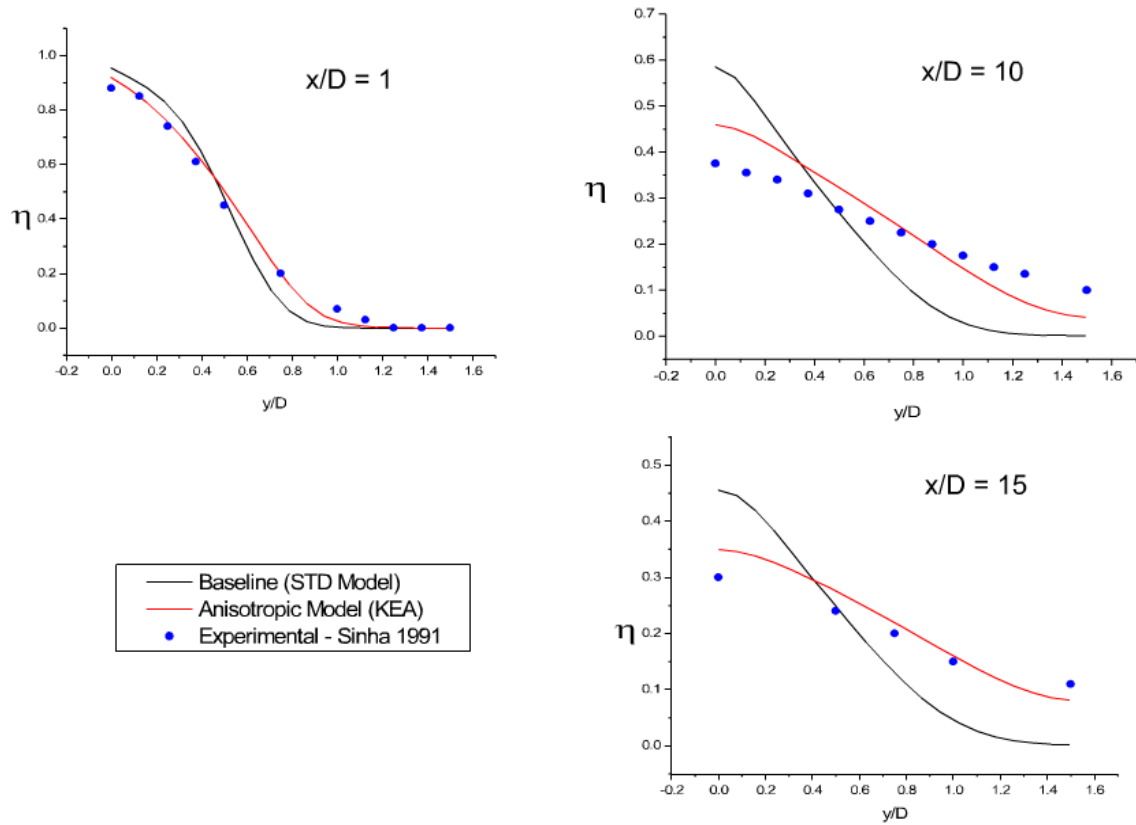 x/D = 1
1.0
0.8
0.6
0.4
0.2
0.0
η
-0.2 0.0 0.2 0.4 0.6 0.8 1.0 1.2 1.4 1.6
y/D
x/D = 10
0.7
0.6
0.5
0.4
0.3
0.2
0.1
0.0
η
-0.2 0.0 0.2 0.4 0.6 0.8 1.0 1.2 1.4 1.6
y/D
Baseline (STD Model)
Anisotropic Model (KEA)
Experimental - Sinha 1991
x/D = 15
0.5
0.4
0.3
0.2
0.1
0.0
η
-0.2 0.0 0.2 0.4 0.6 0.8 1.0 1.2 1.4 1.6
y/D